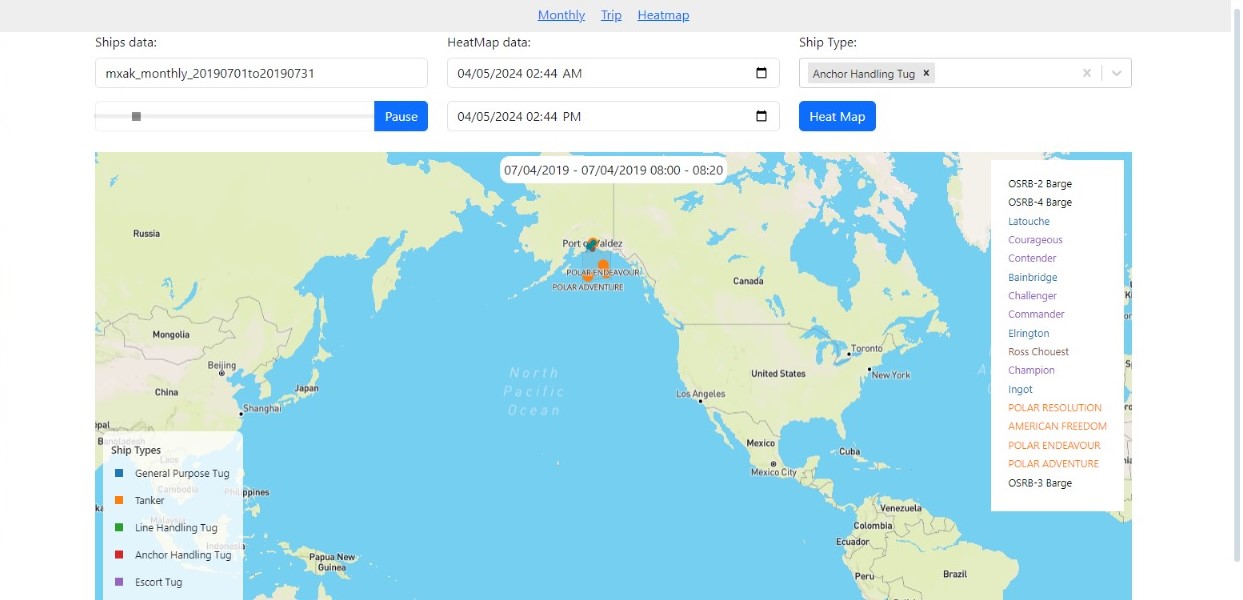 Monthly Trip Heatmap
Ships data:
HeatMap data:
Ship Type:
mxak_monthly_20190701to20190731
04/05/2024 02:44 AM
Anchor Handling Tug ×
Pause
04/05/2024 02:44 PM
Heat Map
07/04/2019 - 07/04/2019 08:00 - 08:20
OSRB-2 Barge
OSRB-4 Barge
Latouche
Courageous
Contender
Bainbridge
Challenger
Commander
Elrington
Ross Chouest
Champion
Ingot
POLAR RESOLUTION
AMERICAN FREEDOM
POLAR ENDEAVOUR
POLAR ADVENTURE
OSRB-3 Barge
Russia
Port of Valdez
POLAR ENDEAVOUR
POLAR ADVENTURE
Canada
Mongolia
Beijing
China
Japan
Shanghai
North
Pacific
Ocean
Toronto
United States
New York
Los Angeles
Mexico
Mexico City
Cuba
Bangladesh
Laos
Cambodia
Philippines
Malaysia
Indonesia
Papua New
Guinea
Venezuela
Colombia
Ecuador
Peru
Brazil
Ship Types
General Purpose Tug
Tanker
Line Handling Tug
Anchor Handling Tug
Escort Tug